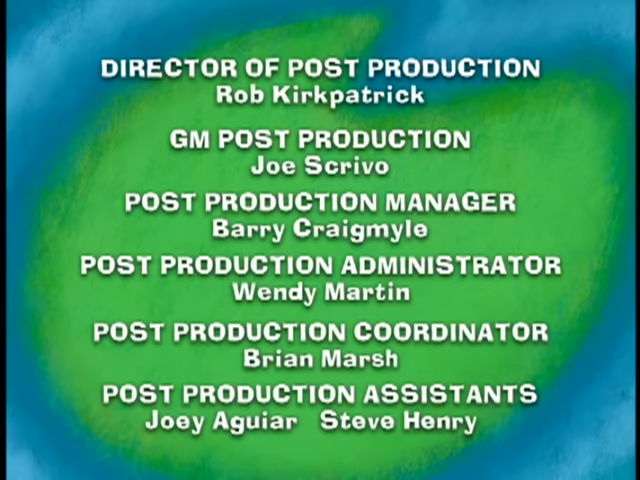 DIRECTOR OF POST PRODUCTION
Rob Kirkpatrick
GM POST PRODUCTION
Joe Scrivo
POST PRODUCTION MANAGER
Barry Craigmyle
POST PRODUCTION ADMINISTRATOR
Wendy Martin
POST PRODUCTION COORDINATOR
Brian Marsh
POST PRODUCTION ASSISTANTS
Joey Aguiar Steve Henry